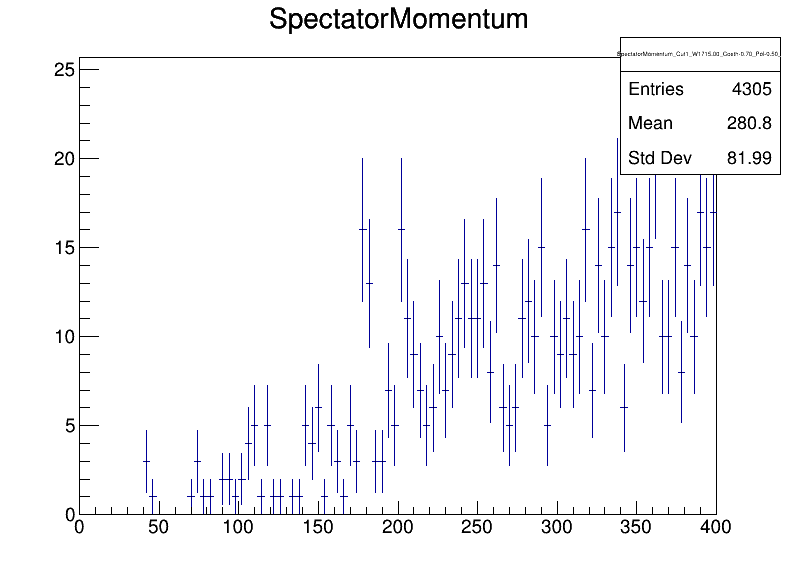 SpectatorMomentum
SpectatorMomentum_Cut1_W1715.00_Costh-0.70_Pol-0.50_
Entries 4305
Mean 280.8
Std Dev 81.99
25
20
15
10
5
0
0 50 100 150 200 250 300 350 400